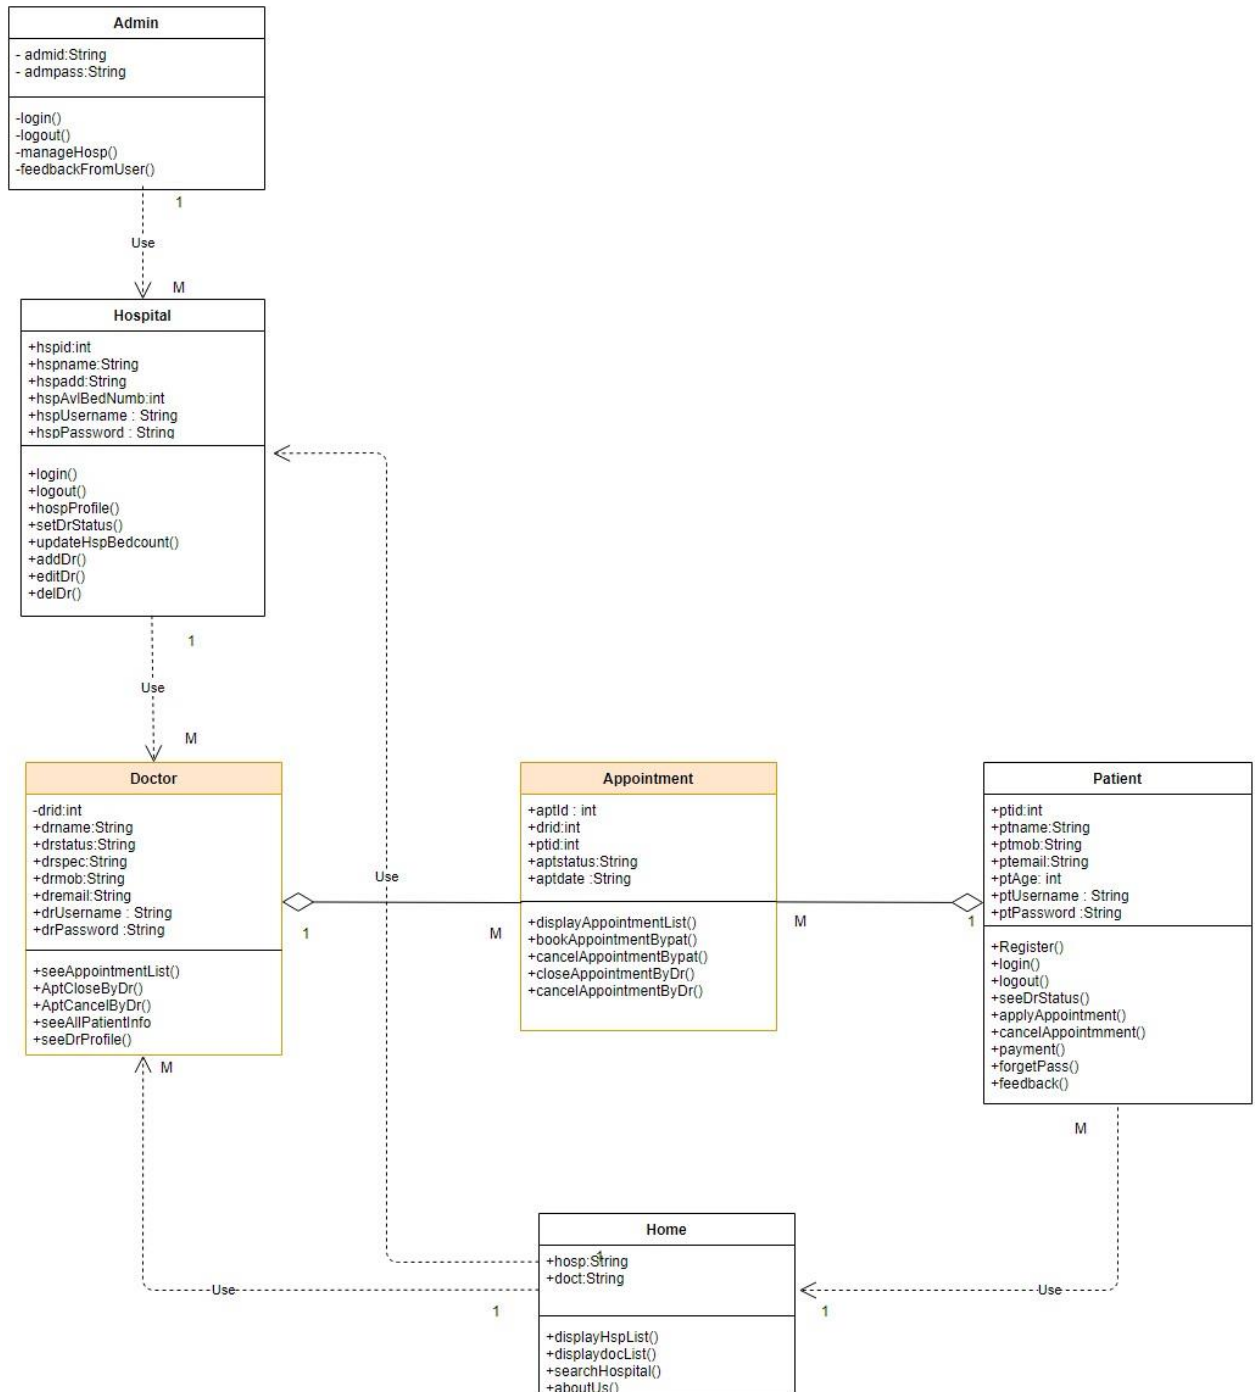 Admin
- admid:String
- admpass:String
-login()
-logout()
-manageHosp()
-feedbackFromUser()
1
Use
M
Hospital
+hspid:int
+hspname:String
+hspadd:String
+hspAvlBedNumb:int
+hspUsername : String
+hspPassword : String
+login()
+logout()
+hospProfile()
+setDrStatus()
+updateHspBedcount()
+addDr()
+editDr()
+delDr()
1
Use
M
Doctor
-drid:int
+drname:String
+drstatus:String
+drspec:String
+drmob:String
+dremail:String
+drUsername : String
+drPassword :String
+seeAppointmentList()
+AptCloseByDr()
+AptCancelByDr()
+seeAllPatientInfo
+seeDrProfile()
M
1
Use
M
Appointment
+aptId : int
+drid:int
+ptid:int
+aptstatus:String
+aptdate :String
+displayAppointmentList()
+bookAppointmentBypat()
+cancelAppointmentBypat()
+closeAppointmentByDr()
+cancelAppointmentByDr()
M
1
Patient
+ptid:int
+ptname:String
+ptmob:String
+ptemail:String
+ptAge: int
+ptUsername : String
+ptPassword :String
+Register()
+login()
+logout()
+seeDrStatus()
+applyAppointment()
+cancelAppointmment()
+payment()
+forgetPass()
+feedback()
M
Home
1
+hosp:String
+doct:String
Use
1
Use
1
+displayHspList()
+displaydocList()
+searchHospital()
+aboutUs()